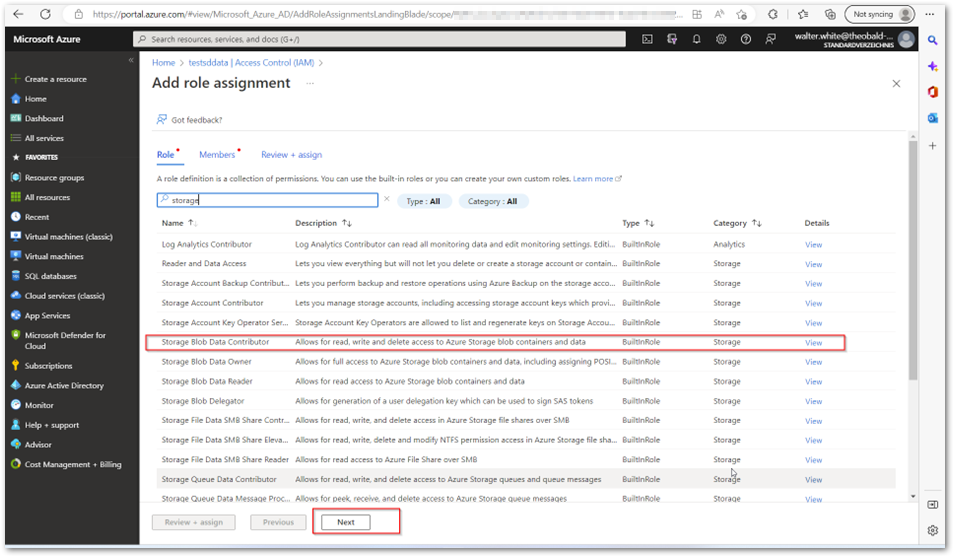 https://portal.azure.com/#view/Microsoft_Azure_AD/AddRoleAssignmentsLandingBlade/scope/
Not syncing
Microsoft Azure
Search resources, services, and docs (G+/)
walter.white@theobald-...
STANDARDVERZEICHNIS
Create a resource
Home
Dashboard
All services
FAVORITES
Resource groups
All resources
Recent
Virtual machines (classic)
Virtual machines
SQL databases
Cloud services (classic)
App Services
Microsoft Defender for
Cloud
Subscriptions
Azure Active Directory
Monitor
Help + support
Advisor
Cost Management + Billing
Home > testsddata | Access Control (IAM) >
Add role assignment ...
Got feedback?
Role Members Review + assign
A role definition is a collection of permissions. You can use the built-in roles or you can create your own custom roles. Learn more
storage
Type : All Category : All
Name Description Type Category Details
Log Analytics Contributor Log Analytics Contributor can read all monitoring data and edit monitoring settings. Editi... BuiltInRole Analytics View
Reader and Data Access Lets you view everything but will not let you delete or create a storage account or contain... BuiltInRole Storage View
Storage Account Backup Contribut... Lets you perform backup and restore operations using Azure Backup on the storage acco... BuiltInRole Storage View
Storage Account Contributor Lets you manage storage accounts, including accessing storage account keys which provi... BuiltInRole Storage View
Storage Account Key Operator Ser... Storage Account Key Operators are allowed to list and regenerate keys on Storage Accou... BuiltInRole Storage View
Storage Blob Data Contributor Allows for read, write and delete access to Azure Storage blob containers and data BuiltInRole Storage View
Storage Blob Data Owner Allows for full access to Azure Storage blob containers and data, including assigning POSI... BuiltInRole Storage View
Storage Blob Data Reader Allows for read access to Azure Storage blob containers and data BuiltInRole Storage View
Storage Blob Delegator Allows for generation of a user delegation key which can be used to sign SAS tokens BuiltInRole Storage View
Storage File Data SMB Share Contr... Allows for read, write, and delete access in Azure Storage file shares over SMB BuiltInRole Storage View
Storage File Data SMB Share Eleva... Allows for read, write, delete and modify NTFS permission access in Azure Storage file sha... BuiltInRole Storage View
Storage File Data SMB Share Reader Allows for read access to Azure File Share over SMB BuiltInRole Storage View
Storage Queue Data Contributor Allows for read, write, and delete access to Azure Storage queues and queue messages BuiltInRole Storage View
Storage Queue Data Message Proc... Allows for peek, receive, and delete access to Azure Storage queue messages BuiltInRole Storage View
Review + assign Previous Next